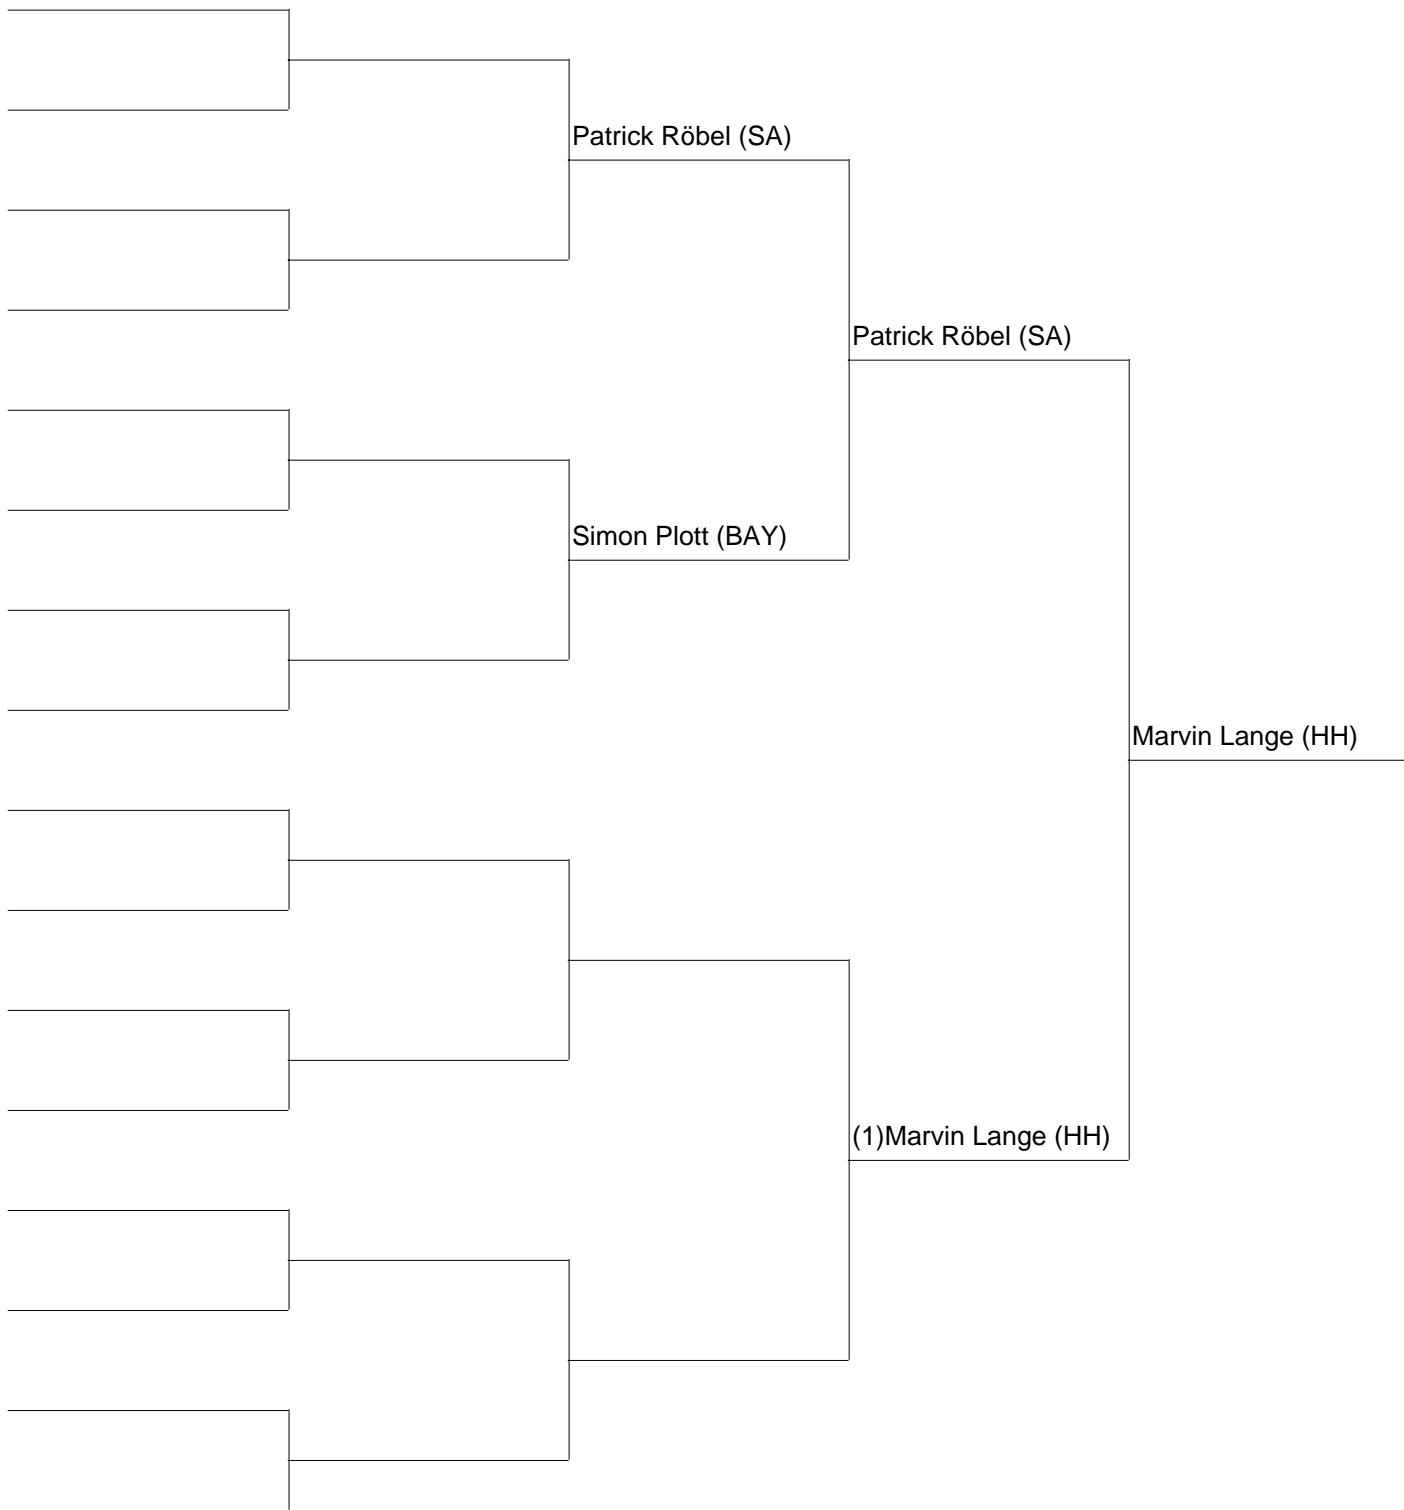 Patrick Röbel (SA)
Patrick Röbel (SA)
Simon Plott (BAY)
Marvin Lange (HH)
(1)Marvin Lange (HH)